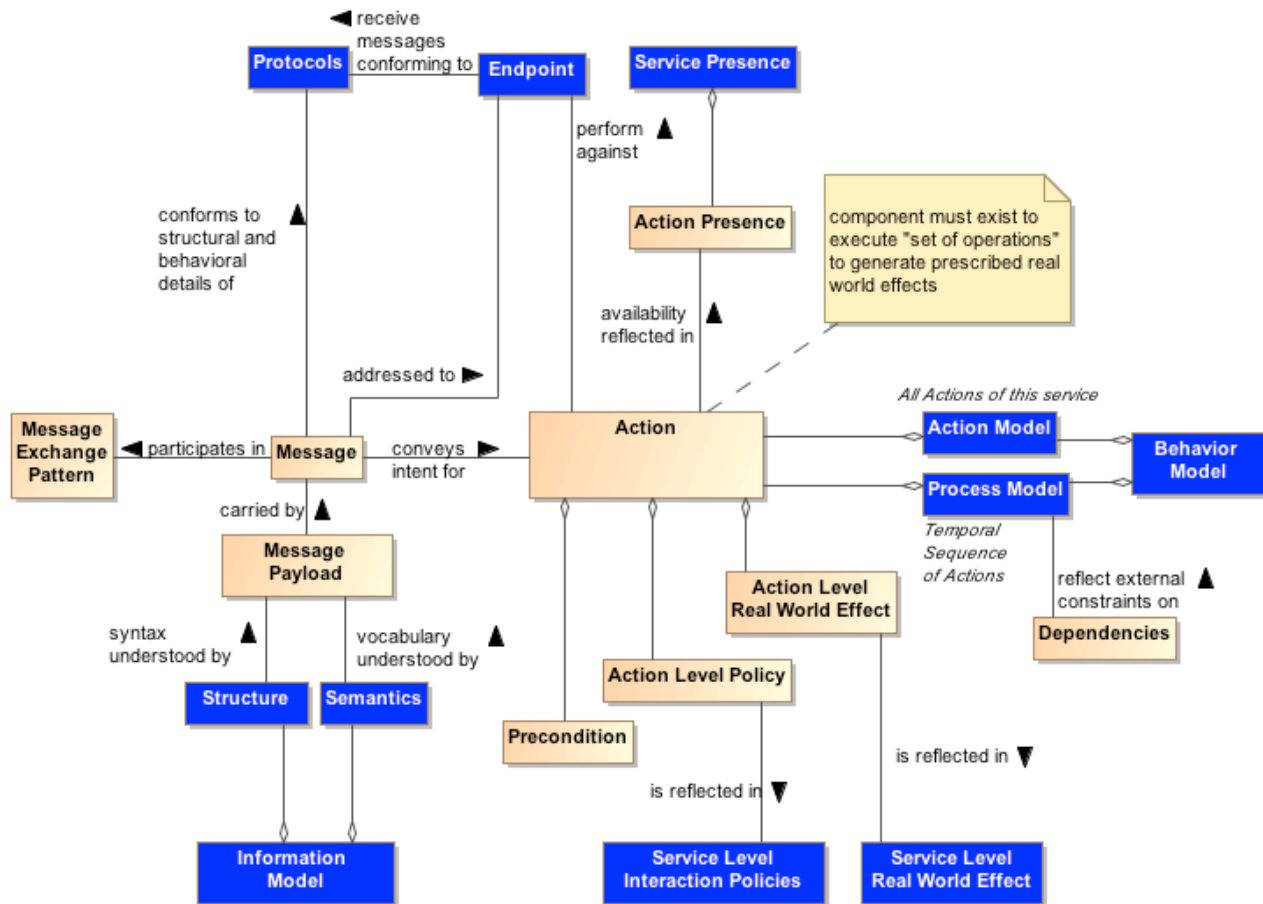 receive
messages
conforming to
Protocols
Endpoint
Service Presence
perform
against
component must exist to
execute "set of operations"
to generate prescribed real
world effects
Action Presence
conforms to
structural and
behavioral
details of
availability
reflected in
addressed to
All Actions of this service
Message
Exchange
Pattern
participates in
Message
conveys
intent for
Action
Action Model
Behavior
Model
Process Model
Temporal
Sequence
of Actions
carried by
Message
Payload
Action Level
Real World Effect
reflect external
constraints on
Dependencies
syntax
understood by
vocabulary
understood by
Action Level Policy
Structure
Semantics
Precondition
is reflected in
is reflected in
Information
Model
Service Level
Interaction Policies
Service Level
Real World Effect